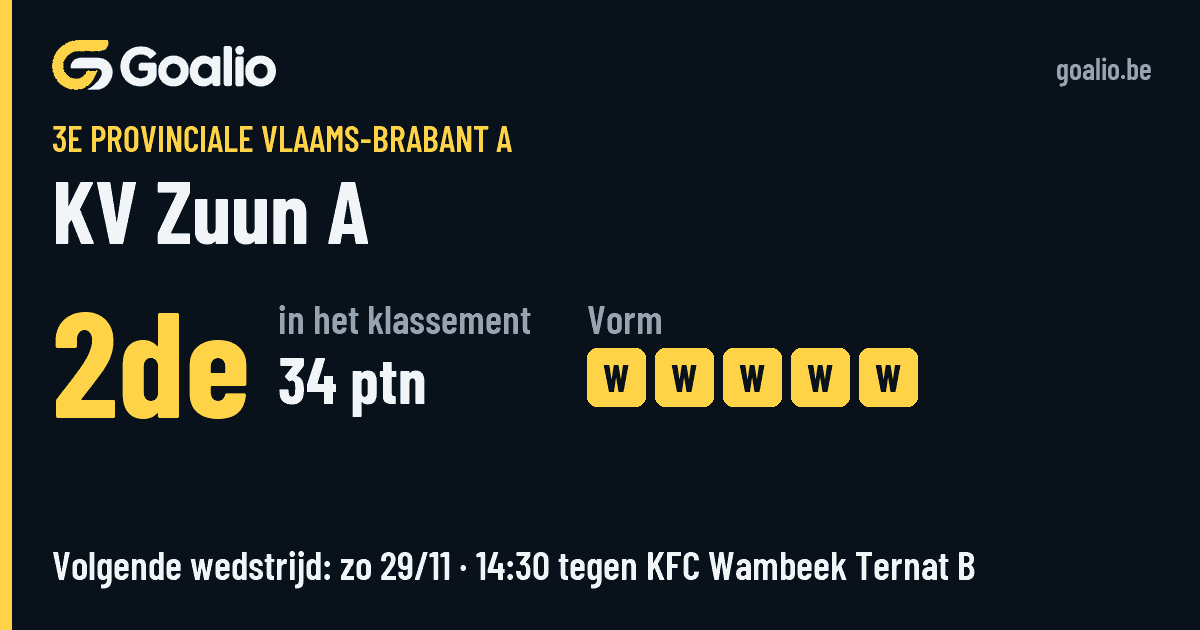 Goalio
goalio.be
3E PROVINCIALE VLAAMS-BRABANT A
KV Zuun A
2de
in het klassement
34 ptn
Vorm
W W W W W
Volgende wedstrijd: zo 29/11 · 14:30 tegen KFC Wambeek Ternat B